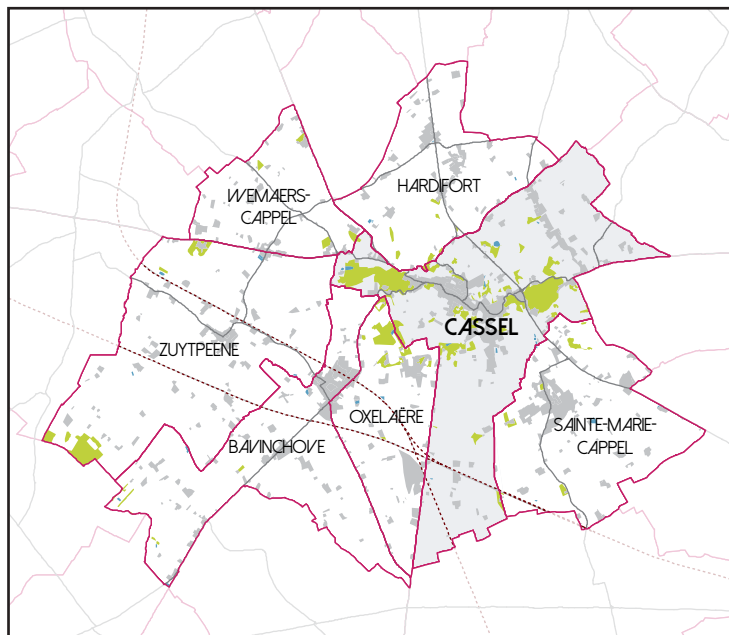 HARDIFORT
WEMAERS-
CAPPEL
CASSEL
ZUYTPEENE
OXELAËRE
SAINTE-MARIE-
CAPPEL
BAVINCHOVE